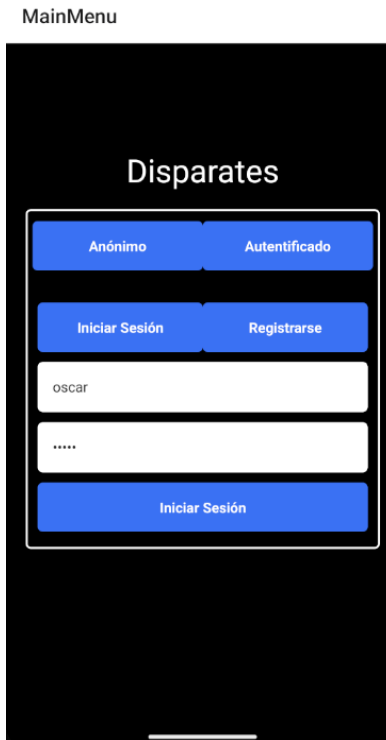 MainMenu
Disparates
Anónimo Autentificado
Iniciar Sesión Registrarse
oscar
•••••
Iniciar Sesión